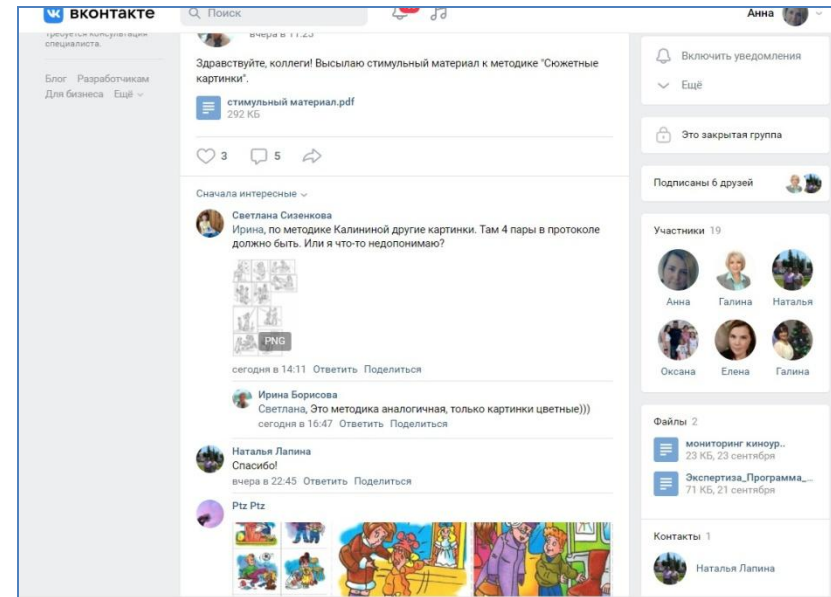 вконтакте
Поиск
Анна
требуется консультация
специалиста.
Блог Разработчикам
Для бизнеса Ещё
вчера в 11:25
Здравствуйте, коллеги! Высылаю стимульный материал к методике "Сюжетные
картинки".
стимульный материал.pdf
292 КБ
3 5
Сначала интересные
Светлана Сизенкова
Ирина, по методике Калининой другие картинки. Там 4 пары в протоколе
должно быть. Или я что-то недопонимаю?
PNG
сегодня в 14:11 Ответить Поделиться
Ирина Борисова
Светлана, Это методика аналогичная, только картинки цветные)))
сегодня в 16:47 Ответить Поделиться
Наталья Лапина
Спасибо!
вчера в 22:45 Ответить Поделиться
Ptz Ptz
Включить уведомления
Ещё
Это закрытая группа
Подписаны 6 друзей
Участники 19
Анна Галина Наталья
Оксана Елена Галина
Файлы 2
мониторинг киноур..
23 КБ, 23 сентября
Экспертиза_Программа_...
71 КБ, 21 сентября
Контакты 1
Наталья Лапина